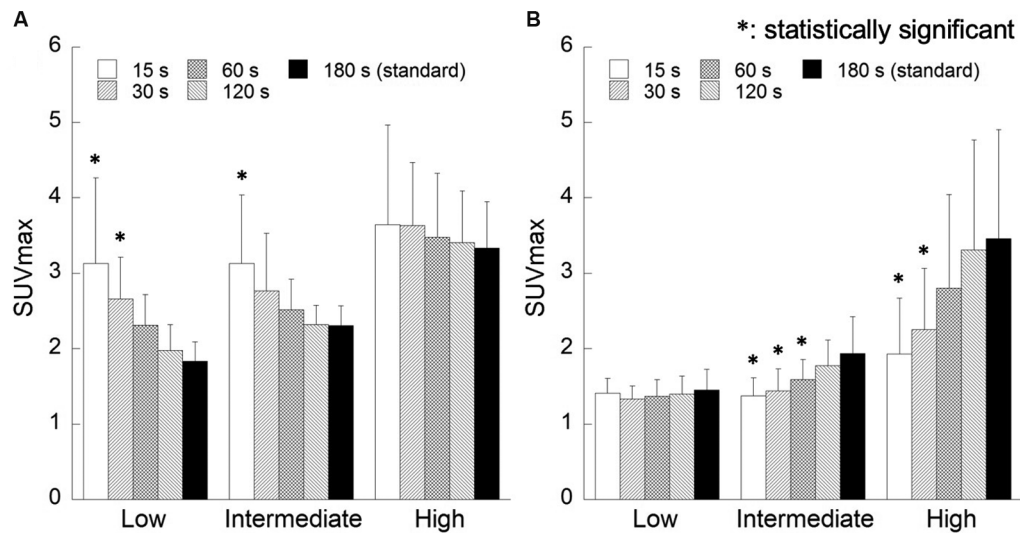 A
SUVmax
6
5
4
3
2
1
0
15 s
30 s
60 s
120 s
180 s (standard)
*
*
*
Low
Intermediate
High
B
*: statistically significant
SUVmax
6
5
4
3
2
1
0
15 s
30 s
60 s
120 s
180 s (standard)
*
*
*
*
*
Low
Intermediate
High